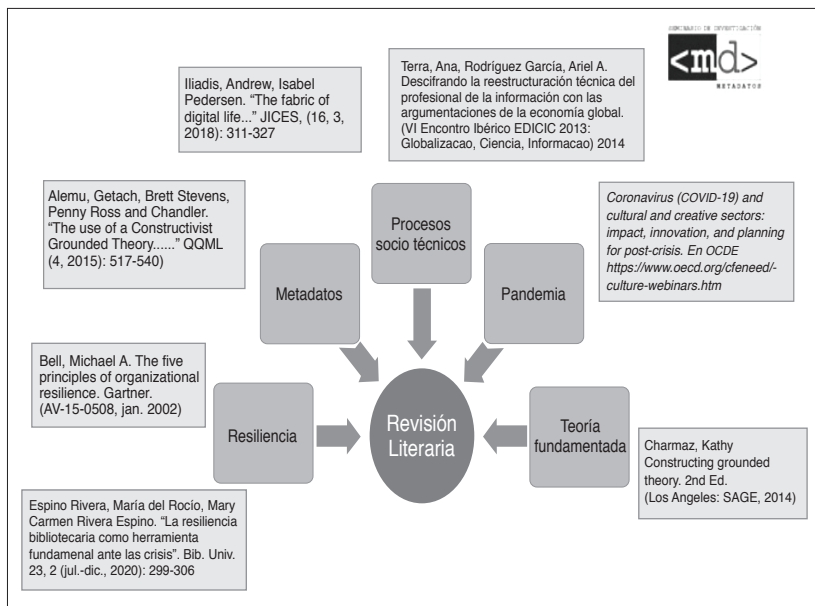 SEMINARIO DE INVESTIGACIÓN
<md>
METADATOS
Iliadis, Andrew, Isabel
Pedersen. “The fabric of
digital life...” JICES, (16, 3,
2018): 311-327
Terra, Ana, Rodríguez García, Ariel A.
Descifrando la reestructuración técnica del
profesional de la información con las
argumentaciones de la economía global.
(VI Encontro Ibérico EDICIC 2013:
Globalizacao, Ciencia, Informacao) 2014
Alemu, Getach, Brett Stevens,
Penny Ross and Chandler.
“The use of a Constructivist
Grounded Theory......” QQML
(4, 2015): 517-540)
Coronavirus (COVID-19) and
cultural and creative sectors:
impact, innovation, and planning
for post-crisis. En OCDE
https://www.oecd.org/cfeneed/-
culture-webinars.htm
Procesos
socio técnicos
Metadatos
Pandemia
Bell, Michael A. The five
principles of organizational
resilience. Gartner.
(AV-15-0508, jan. 2002)
Resiliencia
Revisión
Literaria
Teoría
fundamentada
Charmaz, Kathy
Constructing grounded
theory. 2nd Ed.
(Los Angeles: SAGE, 2014)
Espino Rivera, María del Rocío, Mary
Carmen Rivera Espino. “La resiliencia
bibliotecaria como herramienta
fundamenal ante las crisis”. Bib. Univ.
23, 2 (jul.-dic., 2020): 299-306